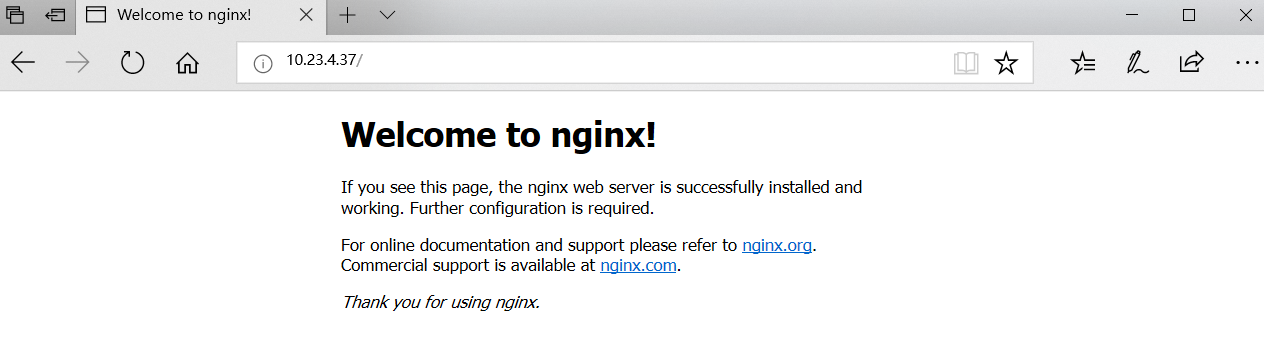 Welcome to nginx!
10.23.4.37/
Welcome to nginx!
If you see this page, the nginx web server is successfully installed and
working. Further configuration is required.
For online documentation and support please refer to nginx.org.
Commercial support is available at nginx.com.
Thank you for using nginx.